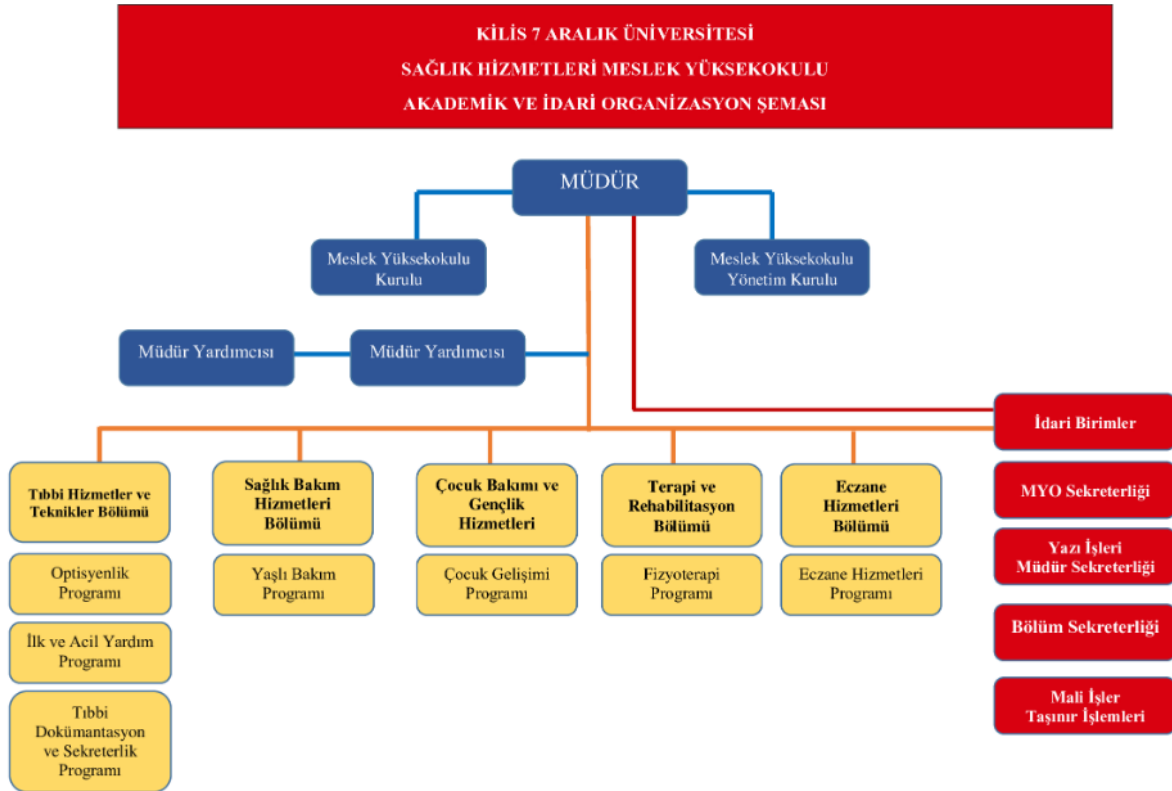 KİLİS 7 ARALIK ÜNİVERSİTESİ
SAĞLIK HİZMETLERİ MESLEK YÜKSEKOKULU
AKADEMİK VE İDARİ ORGANİZASYON ŞEMASI
MÜDÜR
Meslek Yüksekokulu
Kurulu
Meslek Yüksekokulu
Yönetim Kurulu
Müdür Yardımcısı
Müdür Yardımcısı
Tıbbi Hizmetler ve
Teknikler Bölümü
Optisyenlik
Programı
İlk ve Acil Yardım
Programı
Tıbbi
Dokümantasyon
ve Sekreterlik
Programı
Sağlık Bakım
Hizmetleri
Bölümü
Yaşlı Bakım
Programı
Çocuk Bakımı ve
Gençlik
Hizmetleri
Çocuk Gelişimi
Programı
Terapi ve
Rehabilitasyon
Bölümü
Fizyoterapi
Programı
Eczane
Hizmetleri
Bölümü
Eczane Hizmetleri
Programı
İdari Birimler
MYO Sekreterliği
Yazı İşleri
Müdür Sekreterliği
Bölüm Sekreterliği
Mali İşler
Taşınır İşlemleri